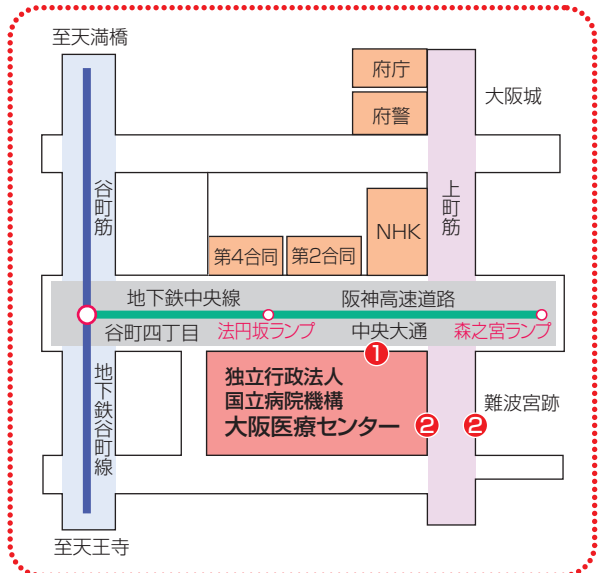 至天満橋
府庁
大阪城
府警
谷町筋
上町筋
NHK
第4合同
第2合同
地下鉄中央線
阪神高速道路
谷町四丁目
法円坂ランプ
中央大通
森之宮ランプ
1
地下鉄谷町線
独立行政法人
国立病院機構
大阪医療センター
2
2
難波宮跡
至天王寺